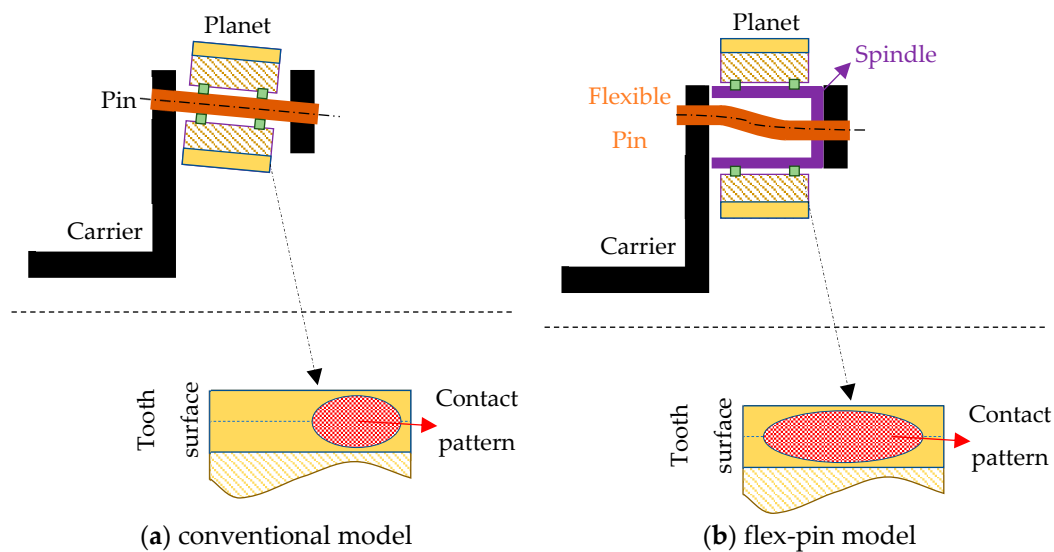 Planet
Pin
Carrier
Tooth
surface
Contact
pattern
(a) conventional model
Planet
Spindle
Flexible
Pin
Carrier
Tooth
surface
Contact
pattern
(b) flex-pin model